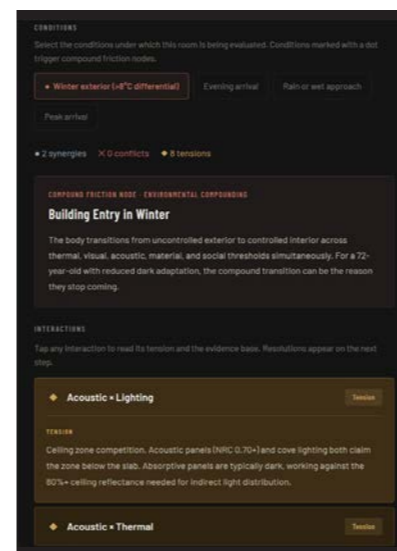 CONDITIONS
Select the conditions under which this room is being evaluated. Conditions marked with a dot
trigger compound friction nodes.
● Winter exterior (>8°C differential)
Evening arrival
Rain or wet approach
Peak arrival
● 2 synergies
✕ 0 conflicts
◆ 8 tensions
COMPOUND FRICTION NODE · ENVIRONMENTAL COMPOUNDING
Building Entry in Winter
The body transitions from uncontrolled exterior to controlled interior across
thermal, visual, acoustic, material, and social thresholds simultaneously. For a 72-
year-old with reduced dark adaptation, the compound transition can be the reason
they stop coming.
INTERACTIONS
Tap any interaction to read its tension and the evidence base. Resolutions appear on the next
step.
◆ Acoustic × Lighting
Tension
TENSION
Ceiling zone competition. Acoustic panels (NRC 0.70+) and cove lighting both claim
the zone below the slab. Absorptive panels are typically dark, working against the
80%+ ceiling reflectance needed for indirect light distribution.
◆ Acoustic × Thermal
Tension